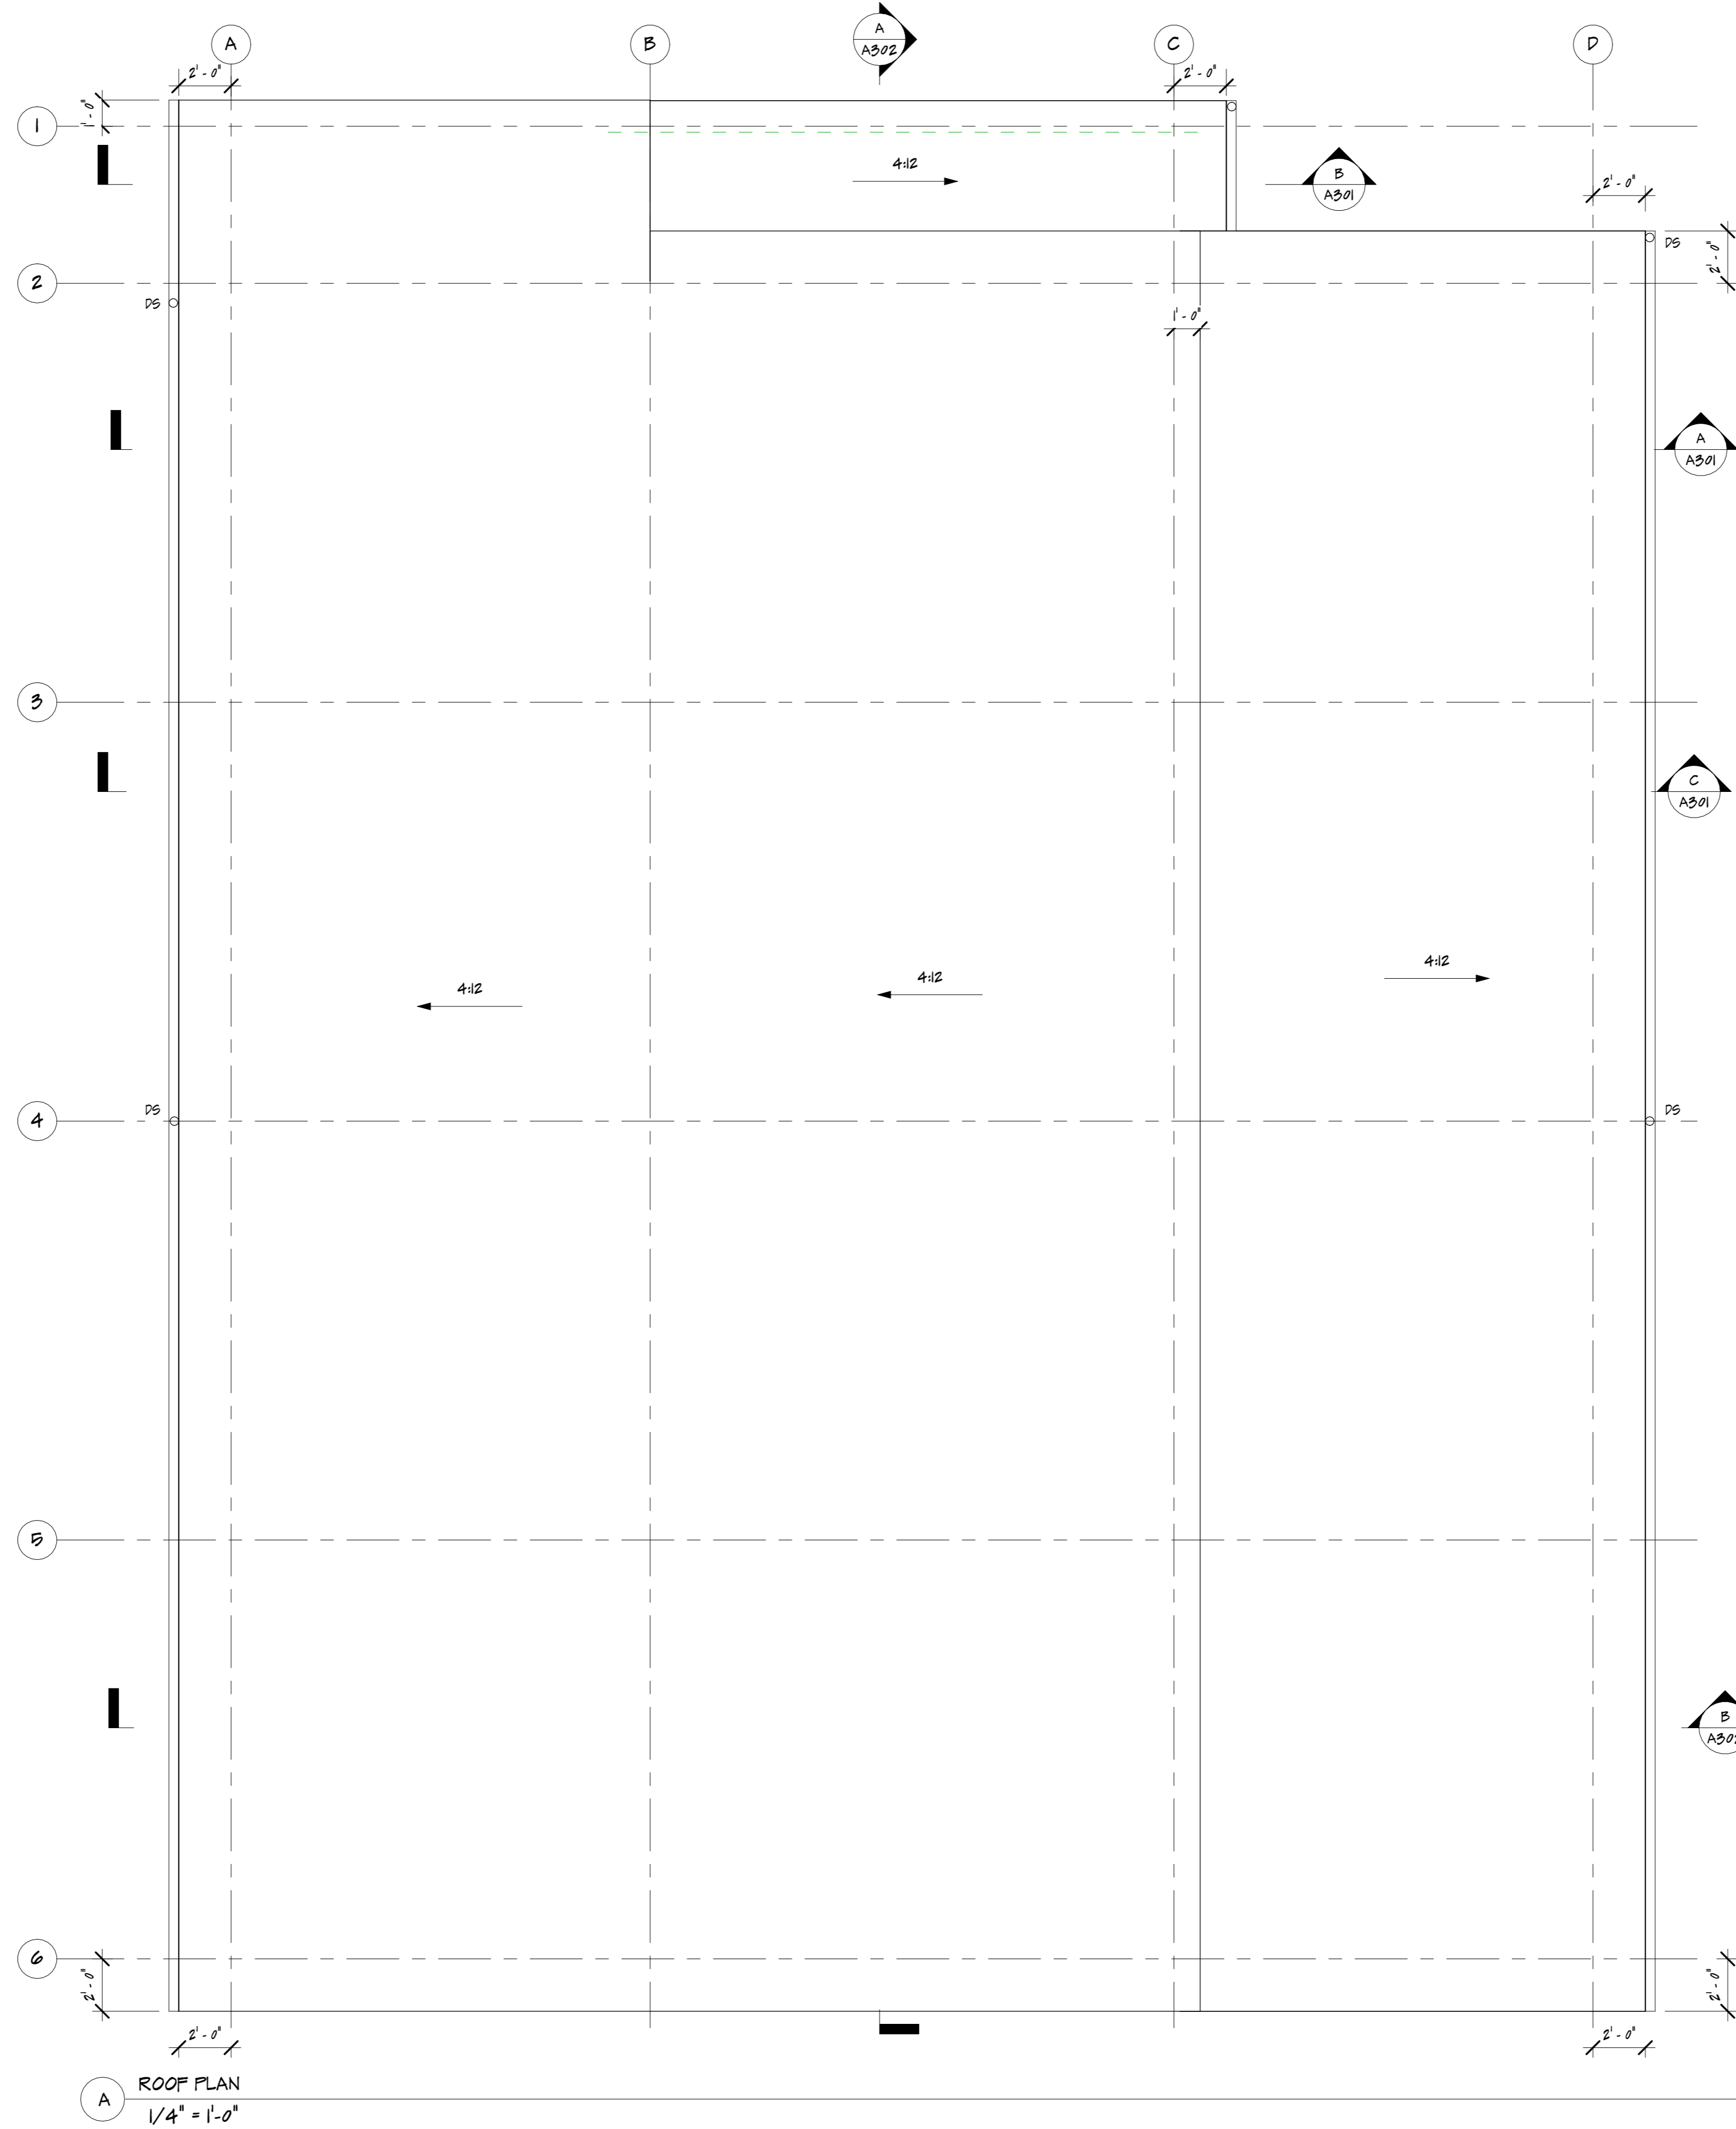 A
A302
A
B
C
D
2' - 0"
2' - 0"
1' - 0"
1
4:12
B
A301
2' - 0"
DS
2' - 0"
2
DS
1' - 0"
A
A301
3
C
A301
4:12
4:12
4:12
DS
DS
4
5
B
6
2' - 0"
2' - 0"
2' - 0"
2' - 0"
A
ROOF PLAN
1/4" = 1'-0"